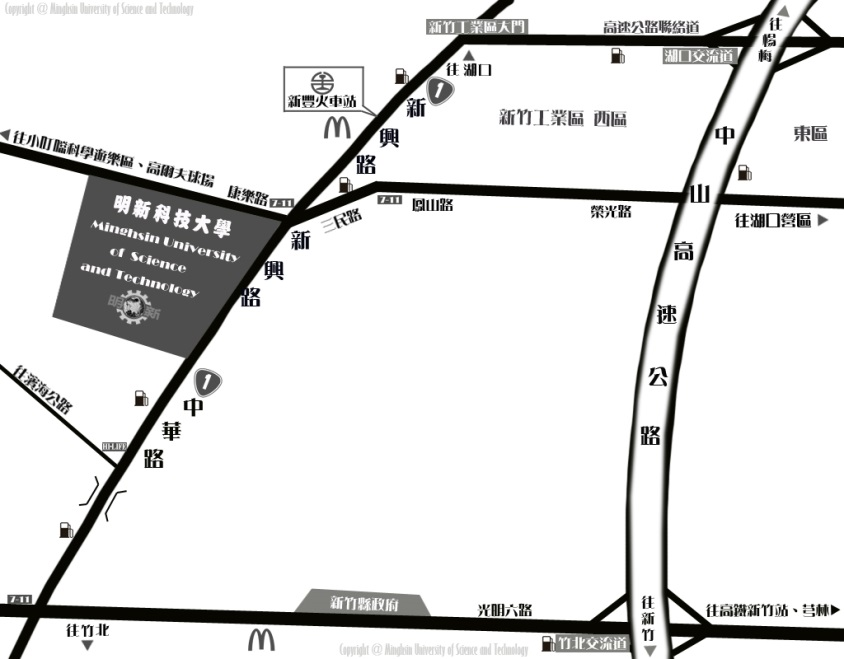 Copyright @ Minghsin University of Science and Technology
新竹工業區大門
高速公路聯絡道
往楊梅
湖口交流道
往 湖口
新豐火車站
1
新興路
新竹工業區 西區
東區
中山高速公路
往小叮噹科學遊樂區、高爾夫球場
康樂路
7-11
7-11
鳳山路
三民路
榮光路
往湖口營區
明新科技大學
Minghsin University
of Science
and Technology
明新
新興路
往濱海公路
1
中華路
HI-LIFE
7-11
新竹縣政府
光明六路
往新竹
往高鐵新竹站、芎林
往竹北
竹北交流道
Copyright @ Minghsin University of Science and Technology